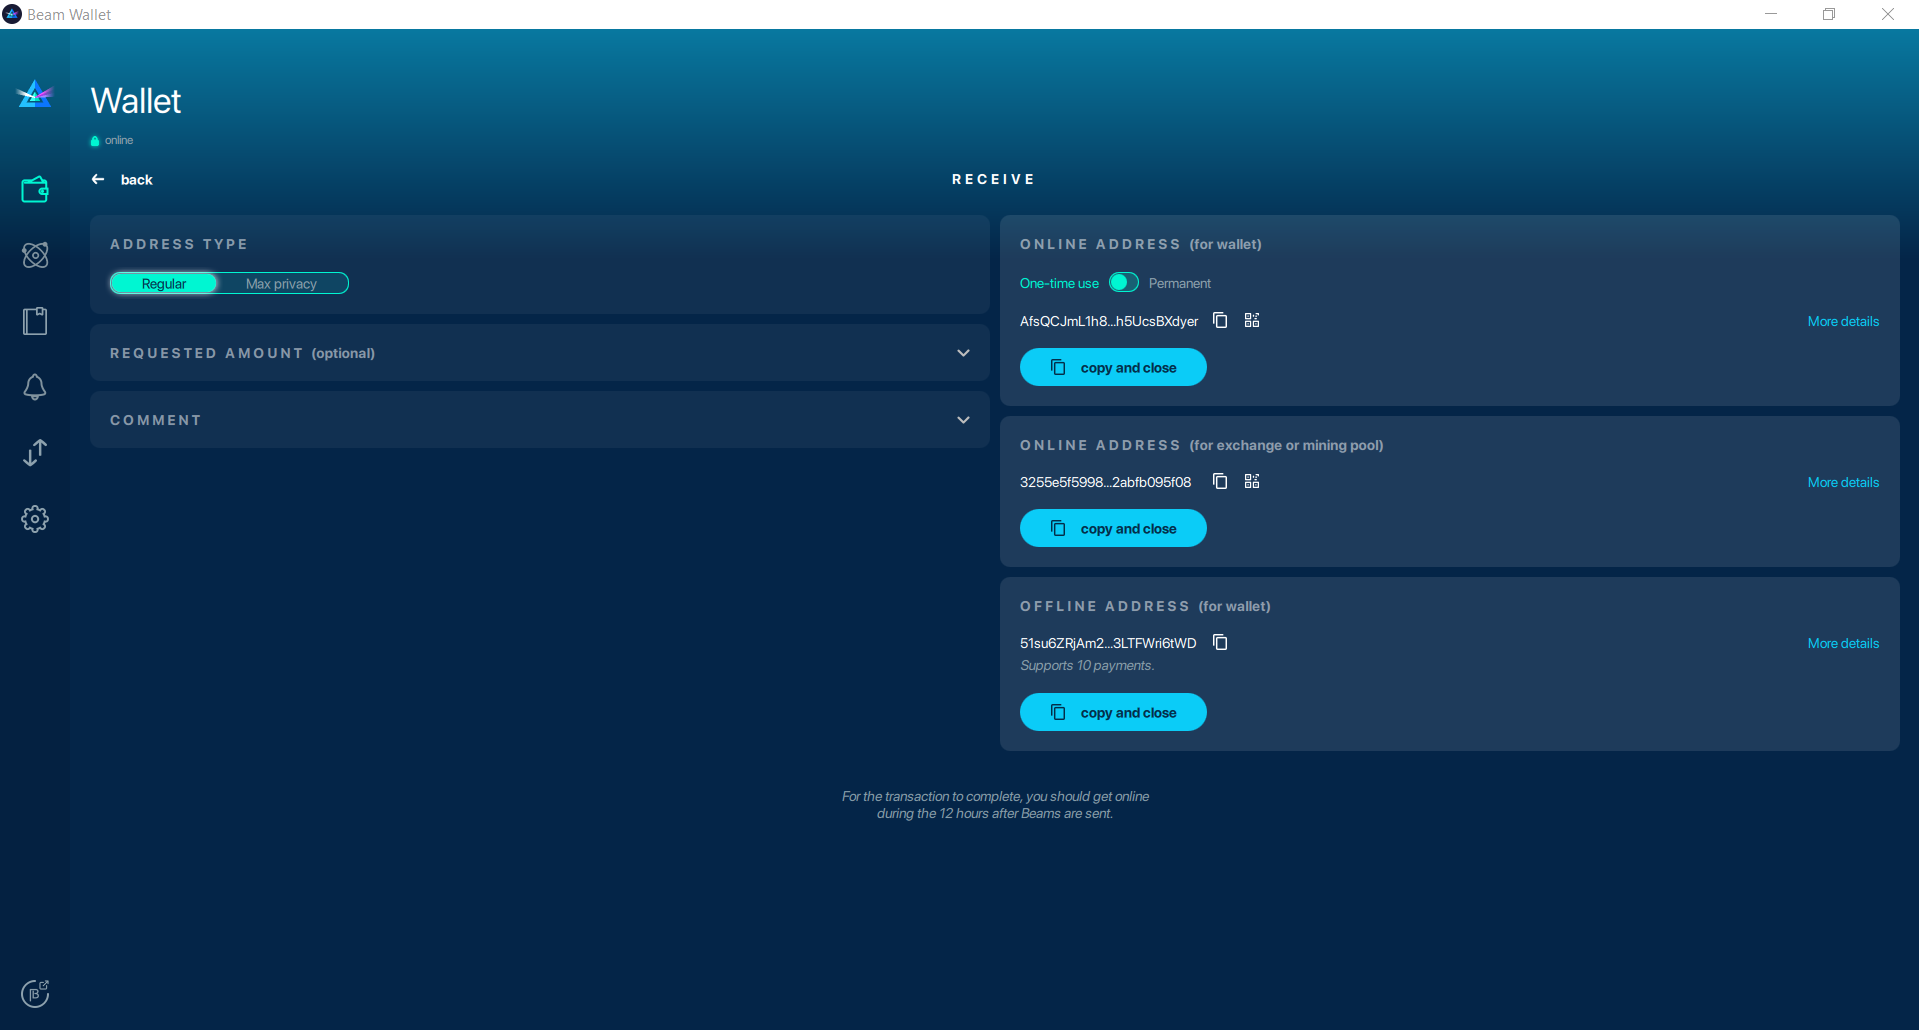 Beam Wallet
Wallet
online
back
RECEIVE
ADDRESS TYPE
Regular Max privacy
REQUESTED AMOUNT (optional)
COMMENT
ONLINE ADDRESS (for wallet)
One-time use Permanent
AfsQCJmL1h8...h5UcsBXdyer More details
copy and close
ONLINE ADDRESS (for exchange or mining pool)
3255e5f5998...2abfb095f08 More details
copy and close
OFFLINE ADDRESS (for wallet)
51su6ZRjAm2...3LTFWri6tWD More details
Supports 10 payments.
copy and close
For the transaction to complete, you should get online
during the 12 hours after Beams are sent.